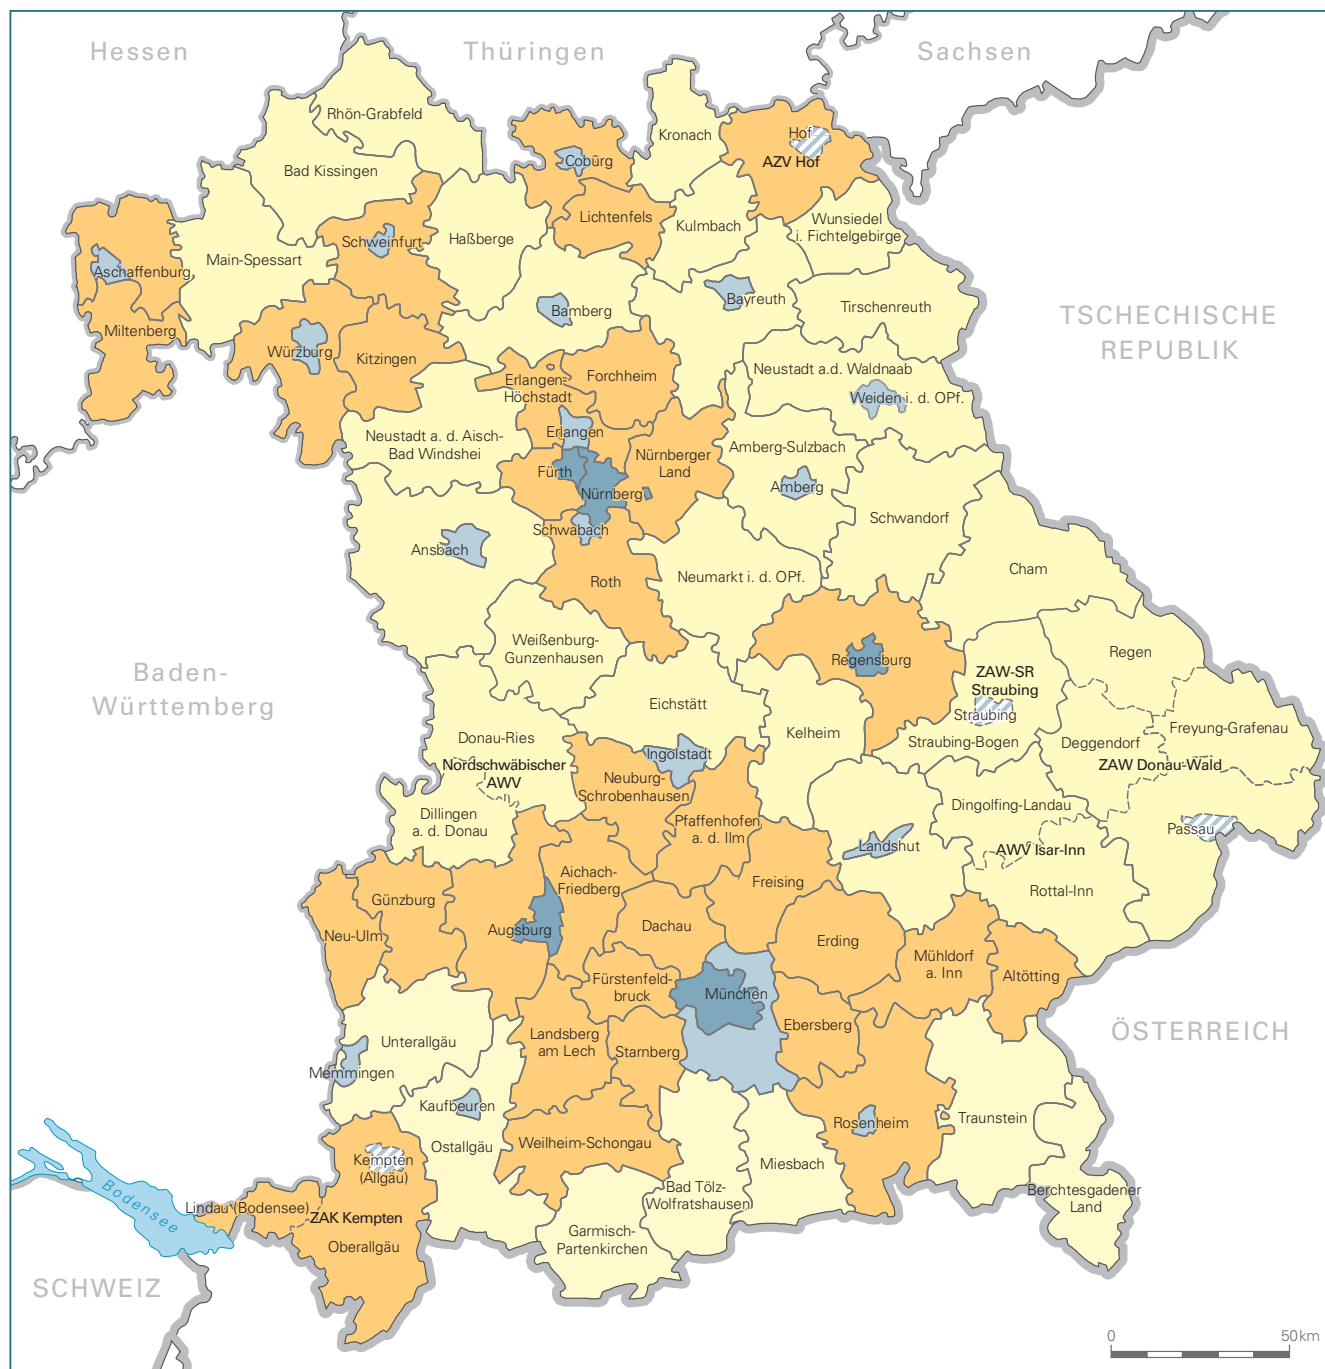 Hessen
Thüringen
Sachsen
Rhön-Grabfeld
Kronach
Hof
AZV Hof
Coburg
Bad Kissingen
Lichtenfels
Kulmbach
Wunsiedel
i. Fichtelgebirge
Schweinfurt
Haßberge
Main-Spessart
Aschaffenburg
Bayreuth
Tirschenreuth
Bamberg
TSCHECHISCHE
REPUBLIK
Miltenberg
Würzburg
Kitzingen
Forchheim
Erlangen-
Höchstadt
Neustadt a.d. Waldnaab
Weiden i. d. OPf.
Neustadt a. d. Aisch-
Bad Windshei
Erlangen
Nürnberger
Land
Amberg-Sulzbach
Fürth
Nürnberg
Amberg
Schwandorf
Schwabach
Ansbach
Roth
Neumarkt i. d. OPf.
Cham
Weißenburg-
Gunzenhausen
Regensburg
Regen
ZAW-SR
Straubing
Baden-
Württemberg
Eichstätt
Straubing
Freyung-Grafenau
Kelheim
Donau-Ries
Ingolstadt
Straubing-Bogen
Deggendorf
Nordschwäbischer
AWV
ZAW Donau-Wald
Neuburg-
Schrobenhausen
Dillingen
a. d. Donau
Pfaffenhofen
a. d. Ilm
Dingolfing-Landau
Passau
Landshut
AWV Isar-Inn
Rottal-Inn
Aichach-
Friedberg
Freising
Günzburg
Neu-Ulm
Augsburg
Dachau
Erding
Mühldorf
a. Inn
Altötting
Fürstenfeld-
bruck
München
Ebersberg
ÖSTERREICH
Landsberg
am Lech
Starnberg
Unterallgäu
Memmingen
Kaufbeuren
Traunstein
Rosenheim
Ostallgäu
Weilheim-Schongau
Miesbach
Kempten
(Allgäu)
Bad Tölz-
Wolfratshausen
Berchtesgadener
Land
Bodensee
Lindau (Bodensee)
ZAK Kempten
Oberallgäu
Garmisch-
Partenkirchen
SCHWEIZ
0 50 km